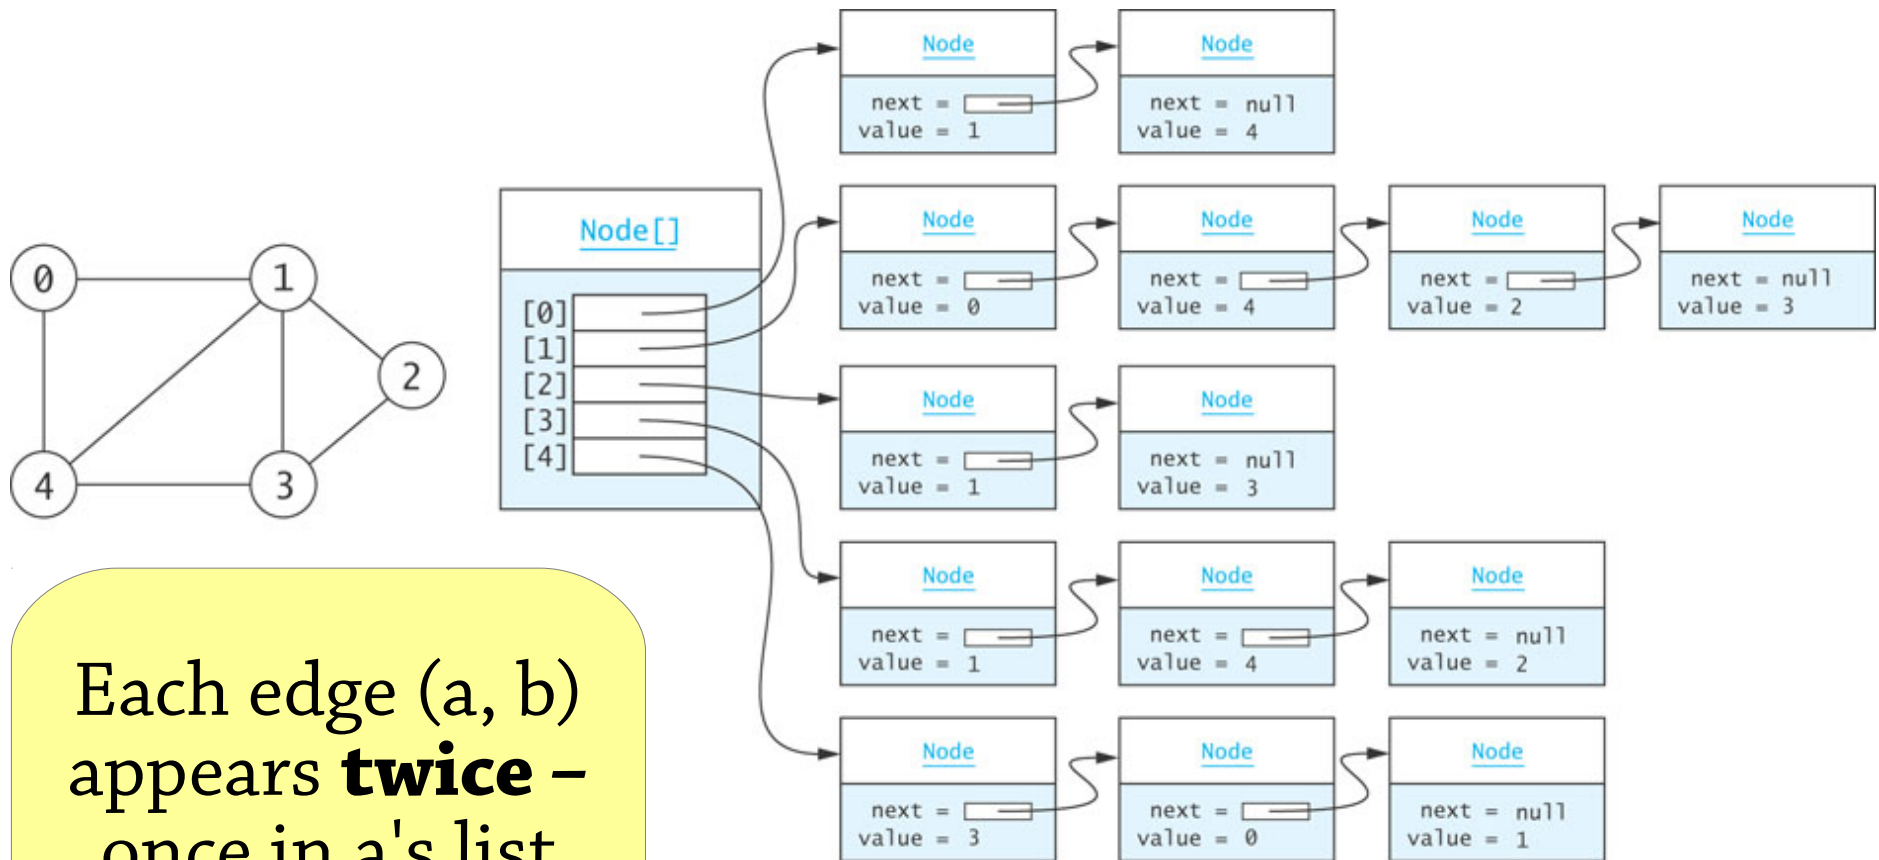 0
1
2
4
3
Node[]
[0]
[1]
[2]
[3]
[4]
Node
next =
value = 1
Node
next = null
value = 4
Node
next =
value = 0
Node
next =
value = 4
Node
next =
value = 2
Node
next = null
value = 3
Node
next =
value = 1
Node
next = null
value = 3
Node
next =
value = 1
Node
next =
value = 4
Node
next = null
value = 2
Node
next =
value = 3
Node
next =
value = 0
Node
next = null
value = 1
Each edge (a, b)
appears twice –
once in a's list